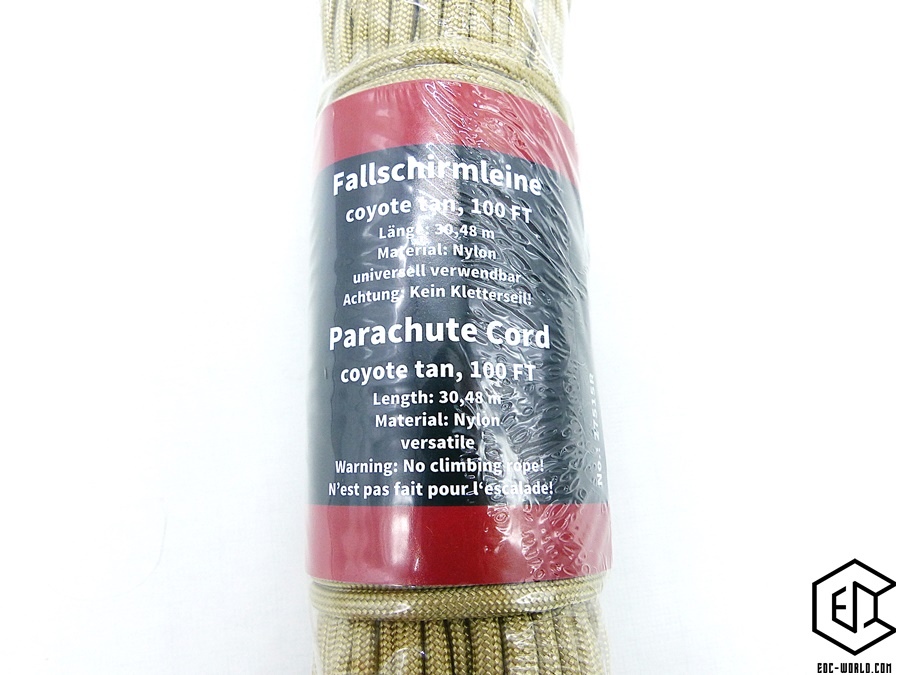 Fallschirmleine
coyote tan, 100 FT
Länge: 30,48 m
Material: Nylon
universell verwendbar
Achtung: Kein Kletterseil!
Parachute Cord
coyote tan, 100 FT
Length: 30,48 m
Material: Nylon
versatile
Warning: No climbing rope!
N'est pas fait pour l'escalade!
No.: 27515R
EDC-WORLD.COM